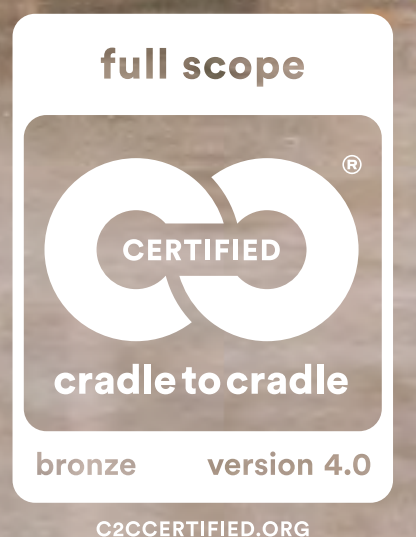 full scope
®
CERTIFIED
cradle to cradle
bronze version 4.0
C2CCERTIFIED.ORG